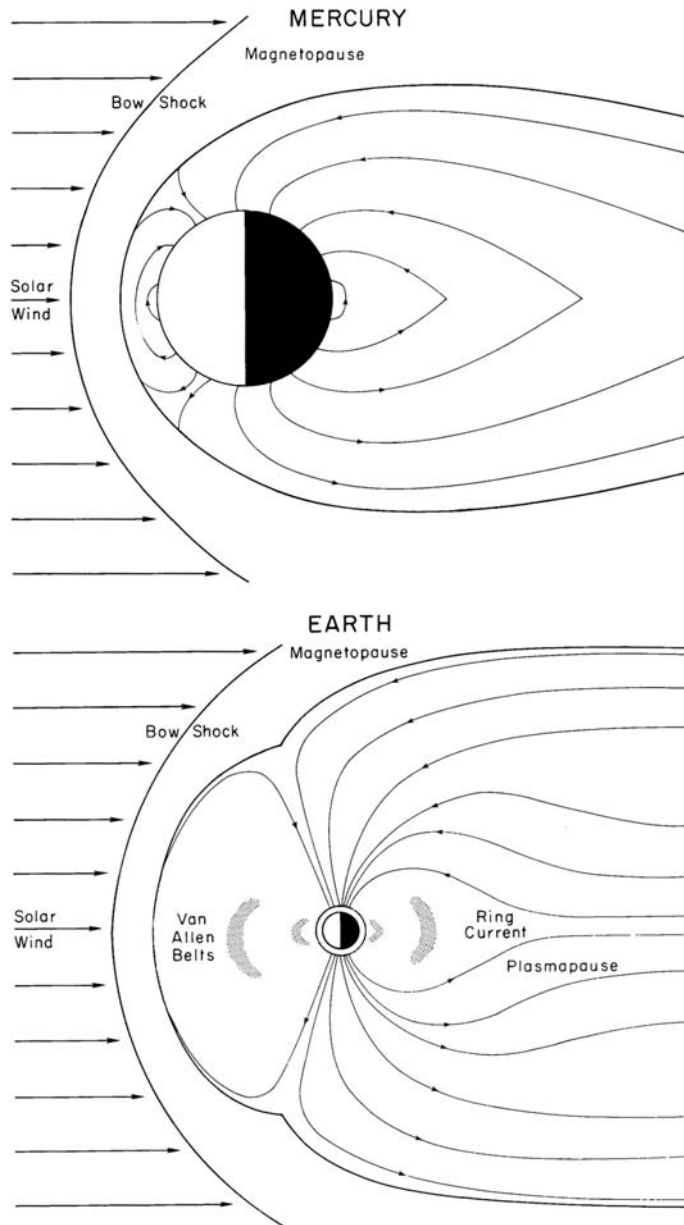 MERCURY
Magnetopause
Bow Shock
Solar
Wind
EARTH
Magnetopause
Bow Shock
Solar
Wind
Van
Allen
Belts
Ring
Current
Plasmapause